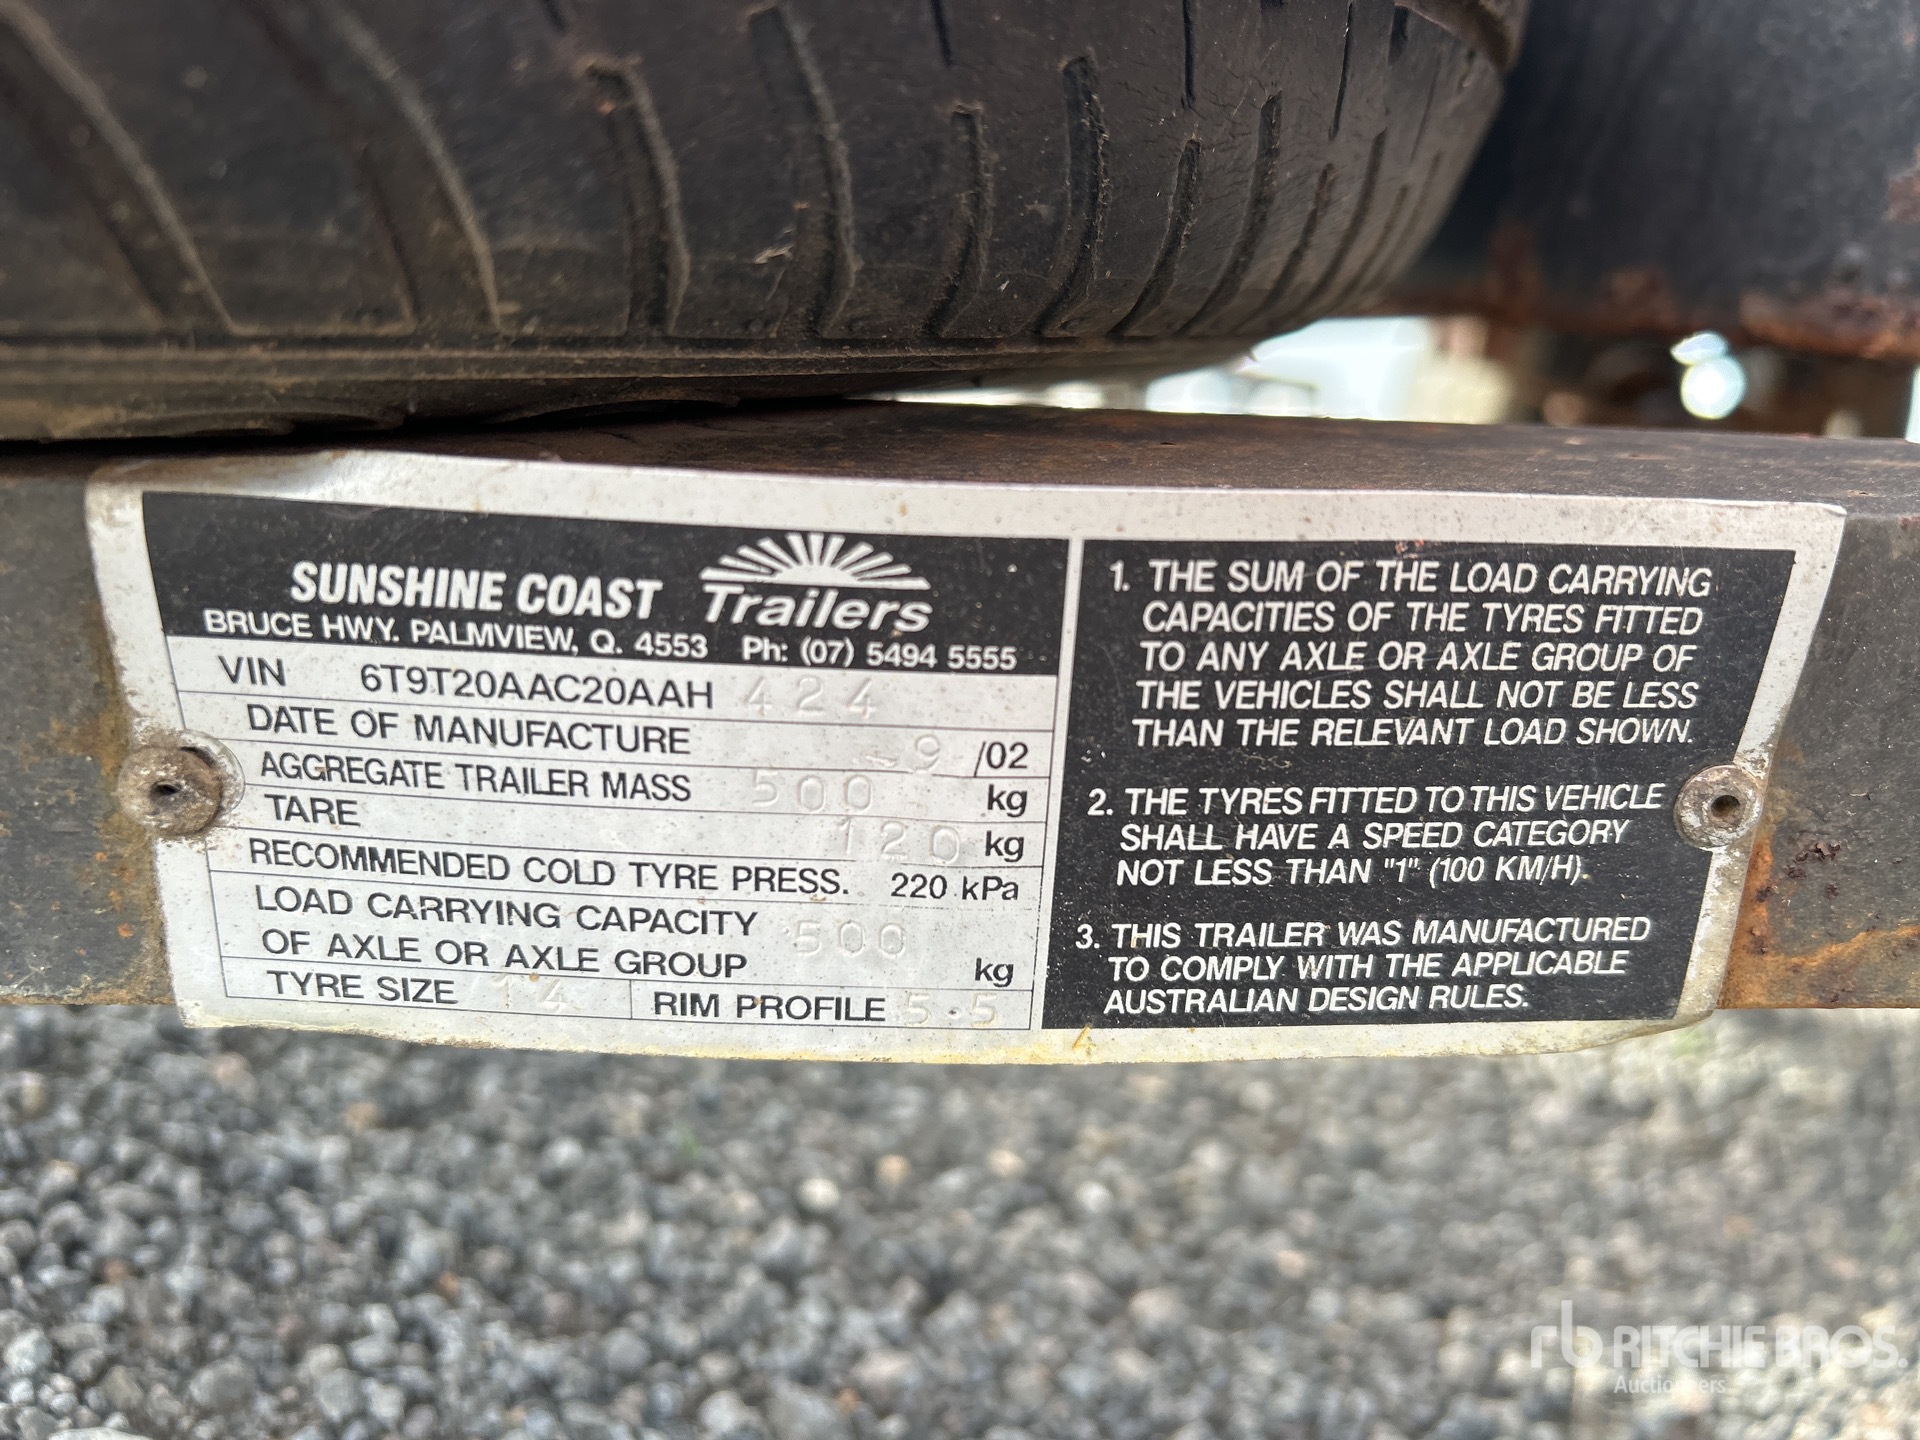 SUNSHINE COAST Trailers
BRUCE HWY. PALMVIEW, Q. 4553 Ph: (07) 5494 5555
VIN 6T9T20AAC20AAH 424
DATE OF MANUFACTURE 9 /02
AGGREGATE TRAILER MASS 500 kg
TARE 120 kg
RECOMMENDED COLD TYRE PRESS. 220 kPa
LOAD CARRYING CAPACITY
OF AXLE OR AXLE GROUP 500 kg
TYRE SIZE 14 RIM PROFILE 5.5
1. THE SUM OF THE LOAD CARRYING
CAPACITIES OF THE TYRES FITTED
TO ANY AXLE OR AXLE GROUP OF
THE VEHICLES SHALL NOT BE LESS
THAN THE RELEVANT LOAD SHOWN.
2. THE TYRES FITTED TO THIS VEHICLE
SHALL HAVE A SPEED CATEGORY
NOT LESS THAN "1" (100 KM/H).
3. THIS TRAILER WAS MANUFACTURED
TO COMPLY WITH THE APPLICABLE
AUSTRALIAN DESIGN RULES.
rb RITCHIE BROS.
Auctioneers